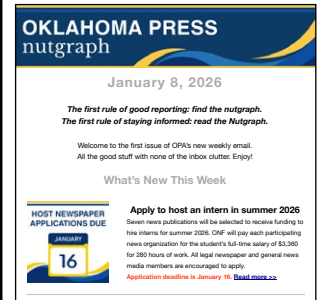 OKLAHOMA PRESS
nutgraph
January 8, 2026
The first rule of good reporting: find the nutgraph.
The first rule of staying informed: read the Nutgraph.
Welcome to the first issue of OPA's new weekly email.
All the good stuff with none of the inbox clutter. Enjoy!
What's New This Week
HOST NEWSPAPER
APPLICATIONS DUE
JANUARY
16
Apply to host an intern in summer 2026
Seven news publications will be selected to receive funding to
hire interns for summer 2026. ONF will pay each participating
news organization for the student's full-time salary of $3,360
for 280 hours of work. All legal newspaper and general news
media members are encouraged to apply.
Application deadline is January 16. Read more >>